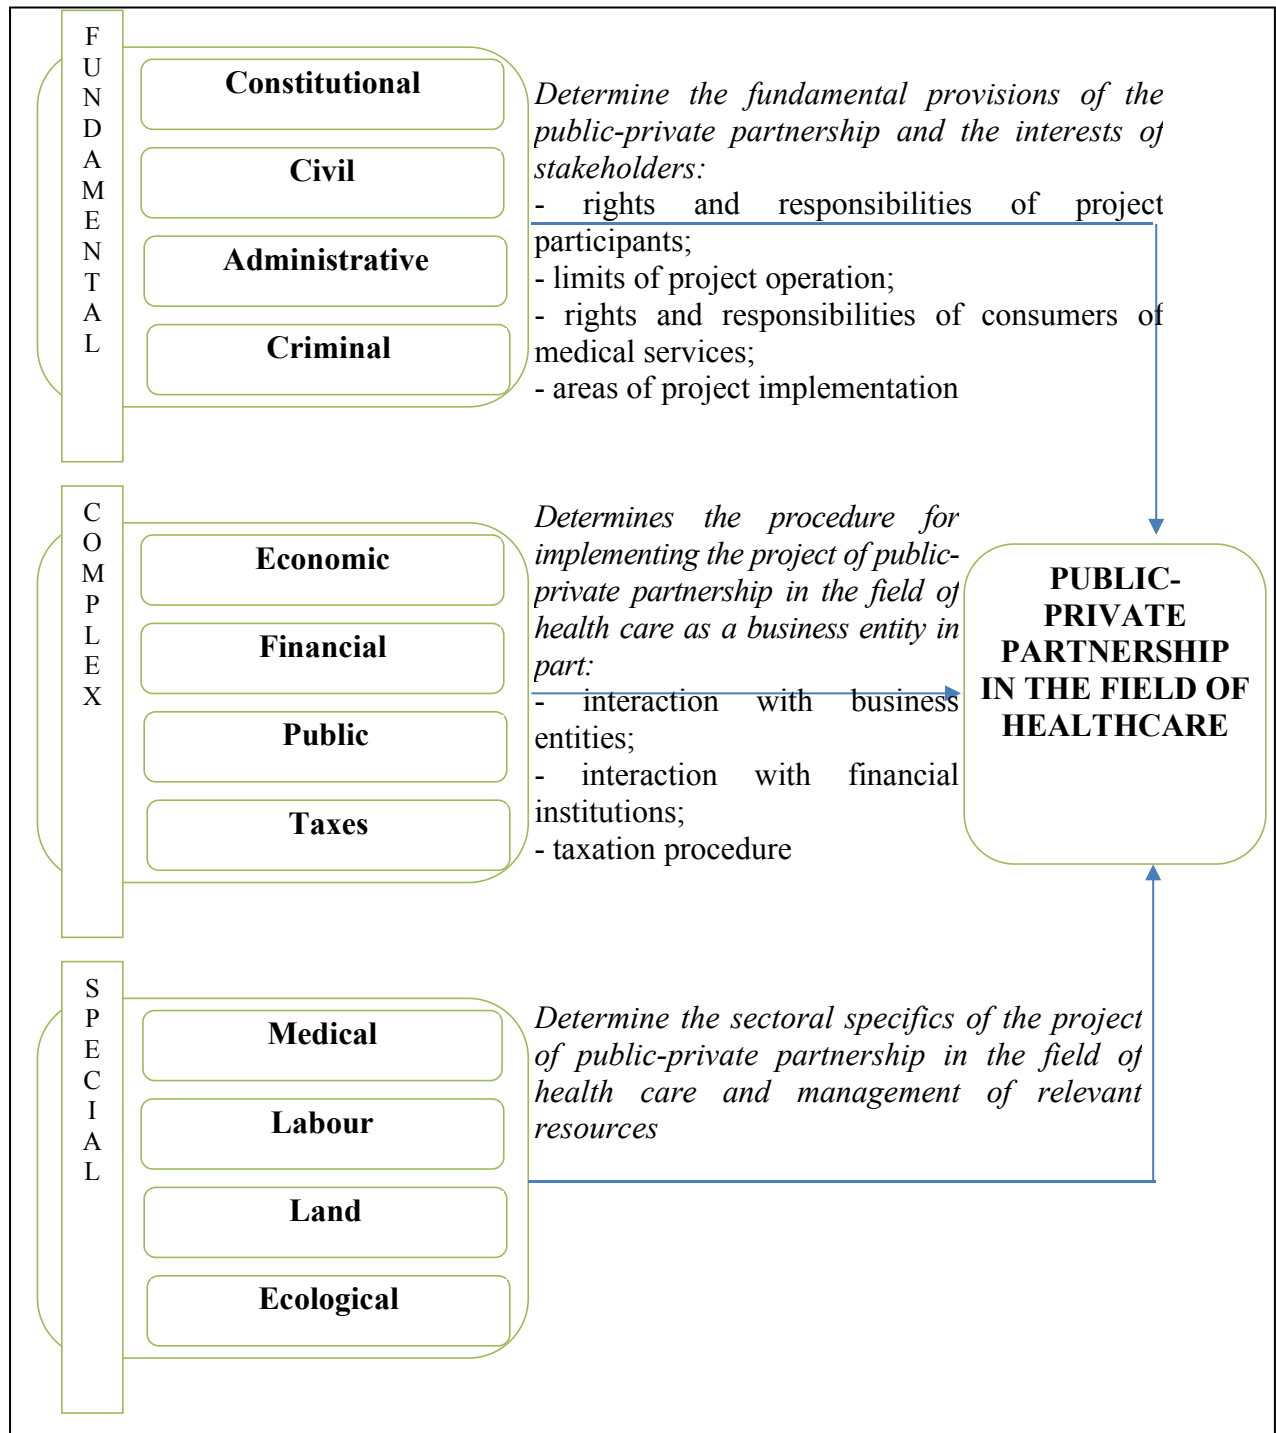 FUNDAMENTAL
Constitutional
Civil
Administrative
Criminal
Determine the fundamental provisions of the
public-private partnership and the interests of
stakeholders:
- rights and responsibilities of project
participants;
- limits of project operation;
- rights and responsibilities of consumers of
medical services;
- areas of project implementation
COMPLEX
Economic
Financial
Public
Taxes
Determines the procedure for
implementing the project of public-
private partnership in the field of
health care as a business entity in
part:
- interaction with business
entities;
- interaction with financial
institutions;
- taxation procedure
PUBLIC-
PRIVATE
PARTNERSHIP
IN THE FIELD OF
HEALTHCARE
SPECIAL
Medical
Labour
Land
Ecological
Determine the sectoral specifics of the project
of public-private partnership in the field of
health care and management of relevant
resources